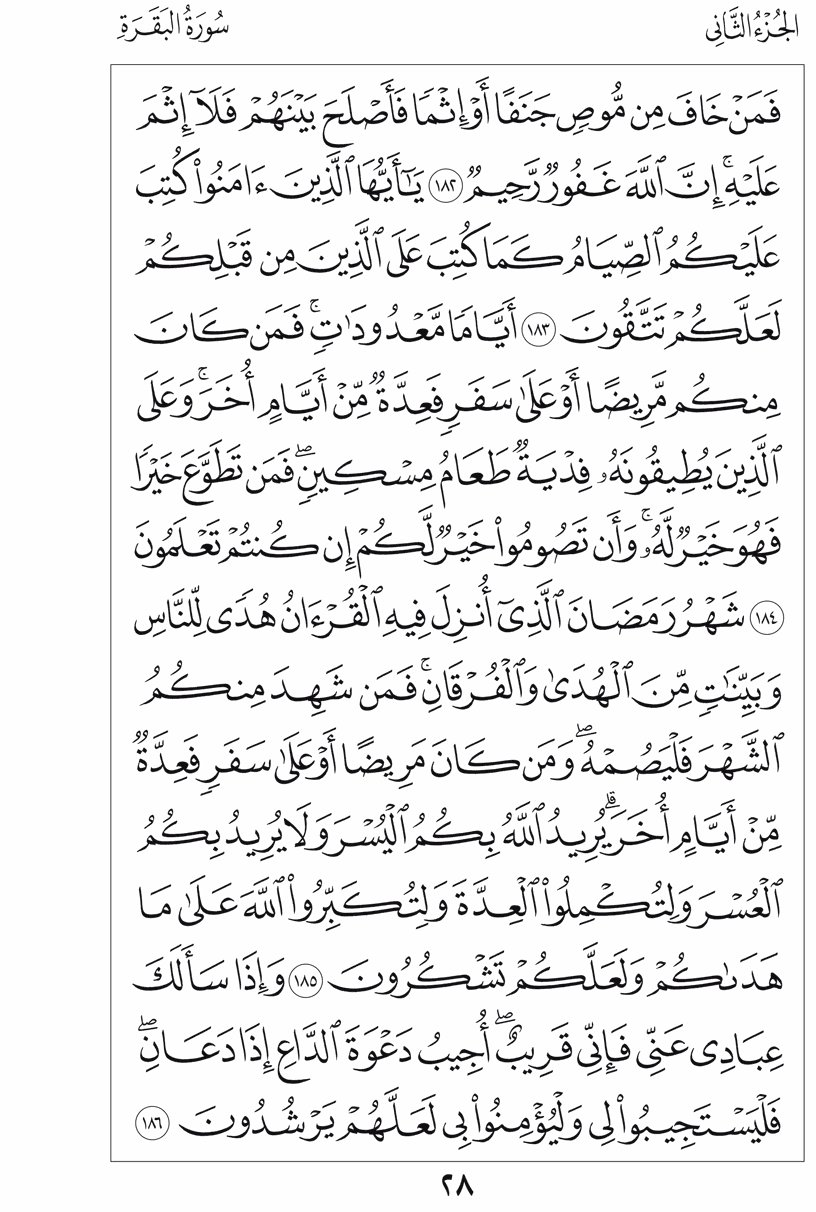 الجُزْءُ الثَّانِي
سُورَةُ البَقَرَةِ
فَمَنْ خَافَ مِن مُّوصٍ جَنَفًا أَوْ إِثْمًا فَأَصْلَحَ بَيْنَهُمْ فَلَآ إِثْمَ
عَلَيْهِۚ إِنَّ ٱللَّهَ غَفُورٌ رَّحِيمٌ ١٨٢ يَٰٓأَيُّهَا ٱلَّذِينَ ءَامَنُوا۟ كُتِبَ
عَلَيْكُمُ ٱلصِّيَامُ كَمَا كُتِبَ عَلَى ٱلَّذِينَ مِن قَبْلِكُمْ
لَعَلَّكُمْ تَتَّقُونَ ١٨٣ أَيَّامًا مَّعْدُودَٰتٍۚ فَمَن كَانَ
مِنكُم مَّرِيضًا أَوْ عَلَىٰ سَفَرٍ فَعِدَّةٌ مِّنْ أَيَّامٍ أُخَرَۚ وَعَلَى
ٱلَّذِينَ يُطِيقُونَهُۥ فِدْيَةٌ طَعَامُ مِسْكِينٍۖ فَمَن تَطَوَّعَ خَيْرًا
فَهُوَ خَيْرٌ لَّهُۥۚ وَأَن تَصُومُوا۟ خَيْرٌ لَّكُمْ إِن كُنتُمْ تَعْلَمُونَ
١٨٤ شَهْرُ رَمَضَانَ ٱلَّذِىٓ أُنزِلَ فِيهِ ٱلْقُرْءَانُ هُدًى لِّلنَّاسِ
وَبَيِّنَٰتٍ مِّنَ ٱلْهُدَىٰ وَٱلْفُرْقَانِۚ فَمَن شَهِدَ مِنكُمُ
ٱلشَّهْرَ فَلْيَصُمْهُۖ وَمَن كَانَ مَرِيضًا أَوْ عَلَىٰ سَفَرٍ فَعِدَّةٌ
مِّنْ أَيَّامٍ أُخَرَۗ يُرِيدُ ٱللَّهُ بِكُمُ ٱلْيُسْرَ وَلَا يُرِيدُ بِكُمُ
ٱلْعُسْرَ وَلِتُكْمِلُوا۟ ٱلْعِدَّةَ وَلِتُكَبِّرُوا۟ ٱللَّهَ عَلَىٰ مَا
هَدَىٰكُمْ وَلَعَلَّكُمْ تَشْكُرُونَ ١٨٥ وَإِذَا سَأَلَكَ
عِبَادِى عَنِّى فَإِنِّى قَرِيبٌۖ أُجِيبُ دَعْوَةَ ٱلدَّاعِ إِذَا دَعَانِۖ
فَلْيَسْتَجِيبُوا۟ لِى وَلْيُؤْمِنُوا۟ بِى لَعَلَّهُمْ يَرْشُدُونَ ١٨٦
٢٨